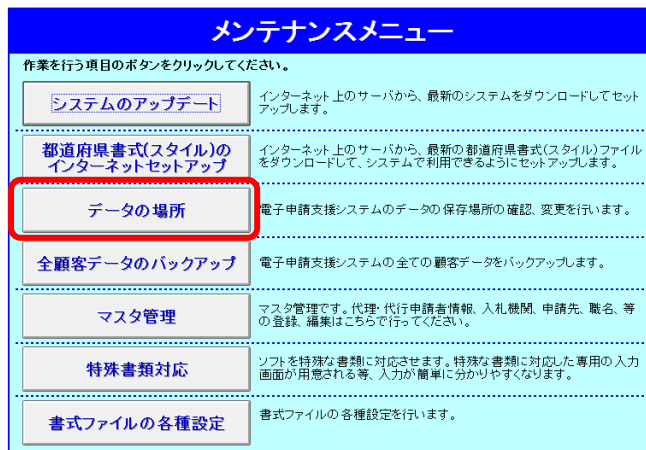 メンテナンスメニュー
作業を行う項目のボタンをクリックしてください。
システムのアップデート
インターネット上のサーバから、最新のシステムをダウンロードしてセット
アップします。
都道府県書式(スタイル)の
インターネットセットアップ
インターネット上のサーバから、最新の都道府県書式(スタイル)ファイル
をダウンロードして、システムで利用できるようにセットアップします。
データの場所
電子申請支援システムのデータの保存場所の確認、変更を行います。
全顧客データのバックアップ
電子申請支援システムの全ての顧客データをバックアップします。
マスタ管理
マスタ管理です。代理・代行申請者情報、入札機関、申請先、職名、等
の登録、編集はこちらで行ってください。
特殊書類対応
ソフトを特殊な書類に対応させます。特殊な書類に対応した専用の入力
画面が用意される等、入力が簡単に分かりやすくなります。
書式ファイルの各種設定
書式ファイルの各種設定を行います。